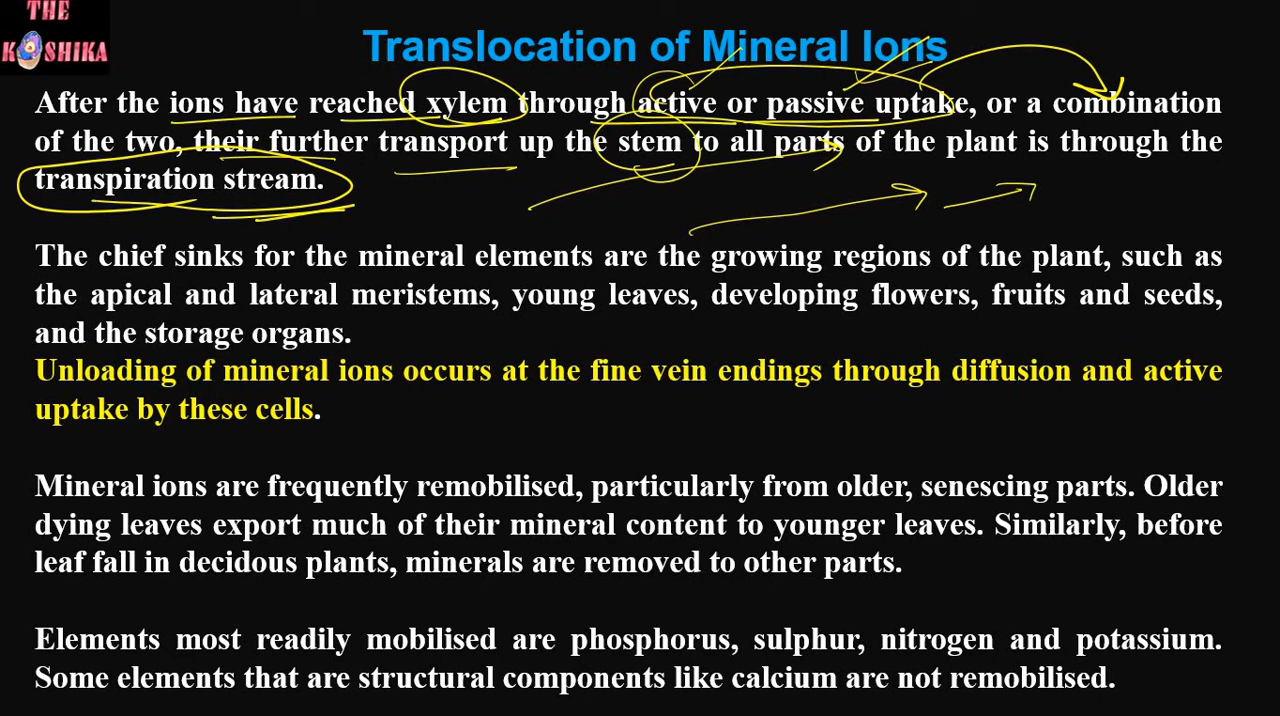 THE
KOSHIKA
Translocation of Mineral Ions
After the ions have reached xylem through active or passive uptake, or a combination
of the two, their further transport up the stem to all parts of the plant is through the
transpiration stream.
The chief sinks for the mineral elements are the growing regions of the plant, such as
the apical and lateral meristems, young leaves, developing flowers, fruits and seeds,
and the storage organs.
Unloading of mineral ions occurs at the fine vein endings through diffusion and active
uptake by these cells.
Mineral ions are frequently remobilised, particularly from older, senescing parts. Older
dying leaves export much of their mineral content to younger leaves. Similarly, before
leaf fall in decidous plants, minerals are removed to other parts.
Elements most readily mobilised are phosphorus, sulphur, nitrogen and potassium.
Some elements that are structural components like calcium are not remobilised.